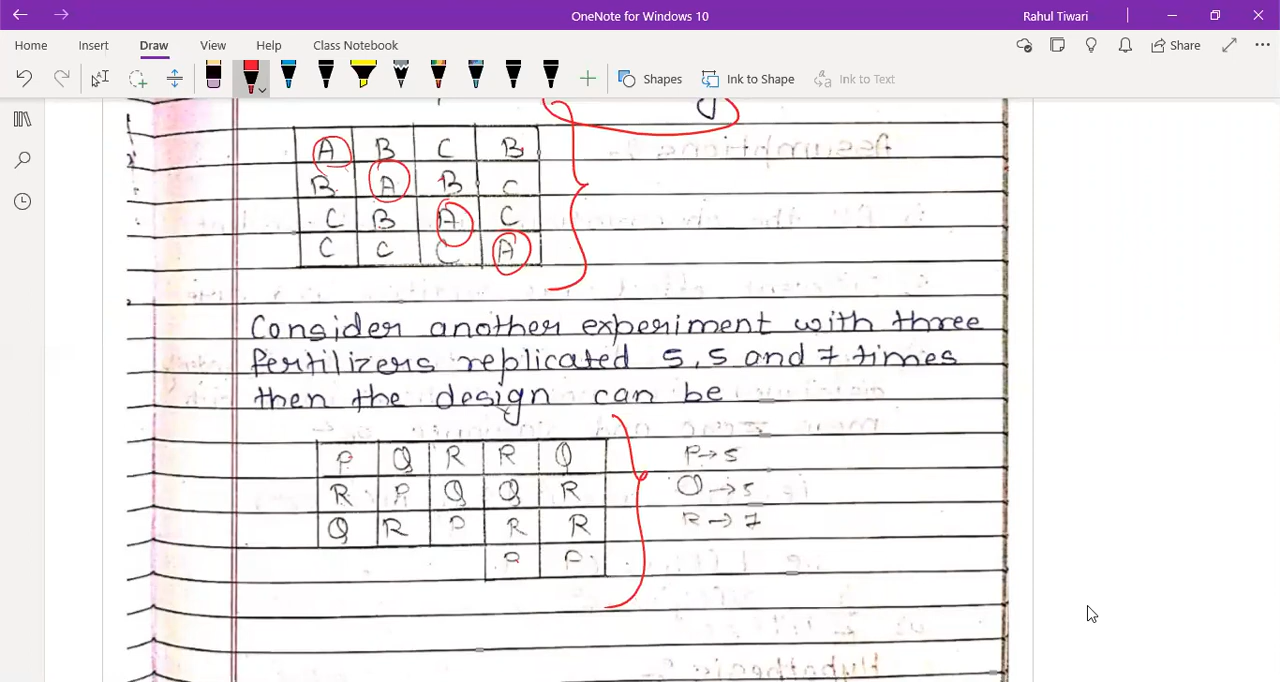 OneNote for Windows 10
Rahul Tiwari
Home Insert Draw View Help Class Notebook
Share
Shapes Ink to Shape Ink to Text
A B C B
B A B C
C B A C
C C C A
Consider another experiment with three
fertilizers replicated 5, 5 and 7 times
then the design can be
P Q R R Q P→5
R P Q Q R Q→5
Q R P R R R→7
P P